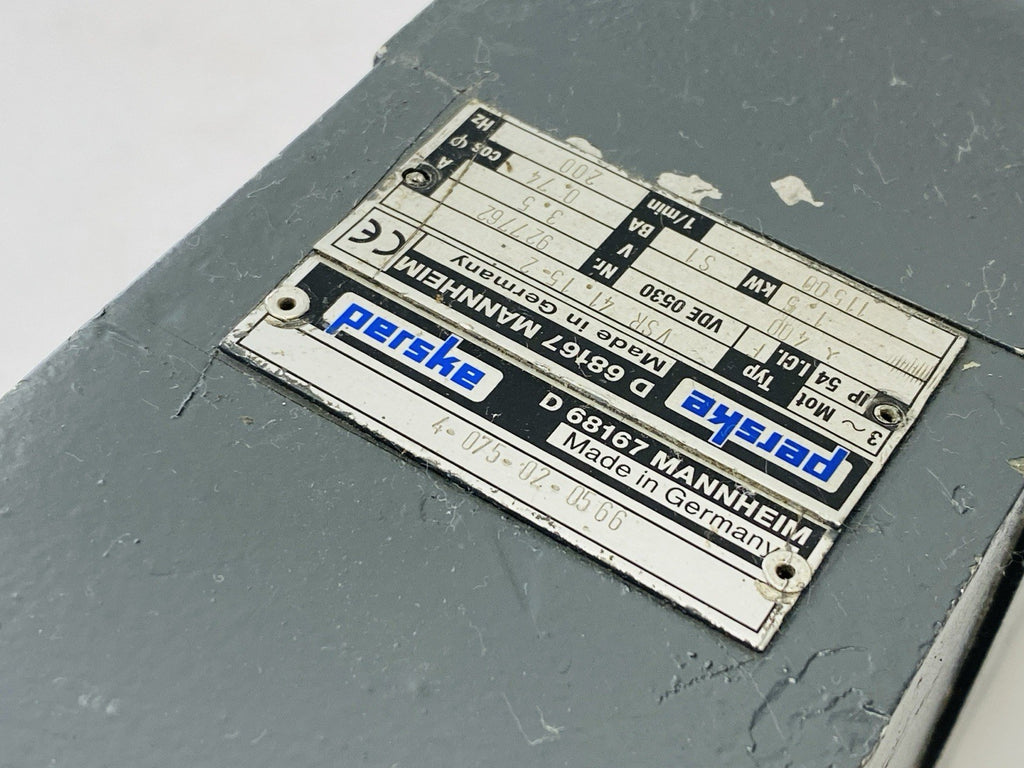 perske D 68167 MANNHEIM
Made in Germany
4-075-02-0566
perske D 68167 MANNHEIM
Made in Germany CE
3~ Mot Typ VSR 41.15-2 Nr. 927762
IP 54 I.Cl. F VDE 0530
400 V 3.5 A
1.5 kW S1 BA 0.74 cos φ
11500 1/min 200 Hz